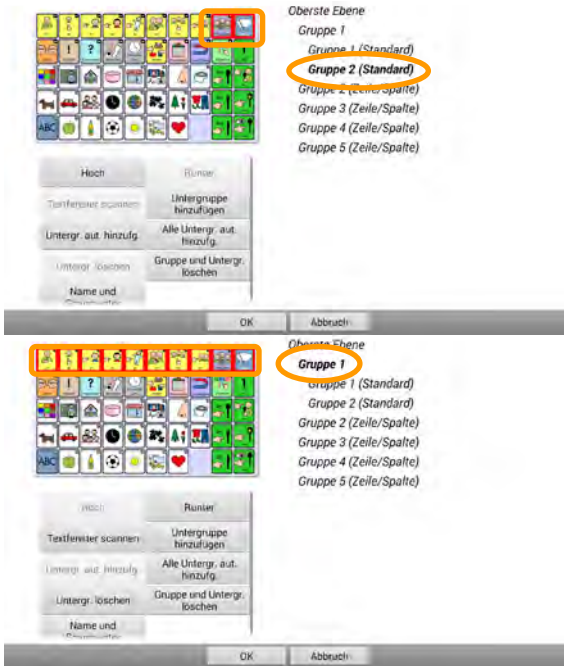 Oberste Ebene
Gruppe 1
Gruppe 1 (Standard)
Gruppe 2 (Standard)
Gruppe 2 (Zeile/Spalte)
Gruppe 3 (Zeile/Spalte)
Gruppe 4 (Zeile/Spalte)
Gruppe 5 (Zeile/Spalte)
!
?
ABC
Hoch
Runter
Textfenster scannen
Untergruppe
hinzufügen
Untergr. aut. hinzufg.
Alle Untergr. aut.
hinzufg.
Untergr. löschen
Gruppe und Untergr.
löschen
Name und
OK
Abbruch
Oberste Ebene
Gruppe 1
Gruppe 1 (Standard)
Gruppe 2 (Standard)
Gruppe 2 (Zeile/Spalte)
Gruppe 3 (Zeile/Spalte)
Gruppe 4 (Zeile/Spalte)
Gruppe 5 (Zeile/Spalte)
!
?
ABC
Hoch
Runter
Textfenster scannen
Untergruppe
hinzufügen
Untergr. aut. hinzufg.
Alle Untergr. aut.
hinzufg.
Untergr. löschen
Gruppe und Untergr.
löschen
Name und
OK
Abbruch